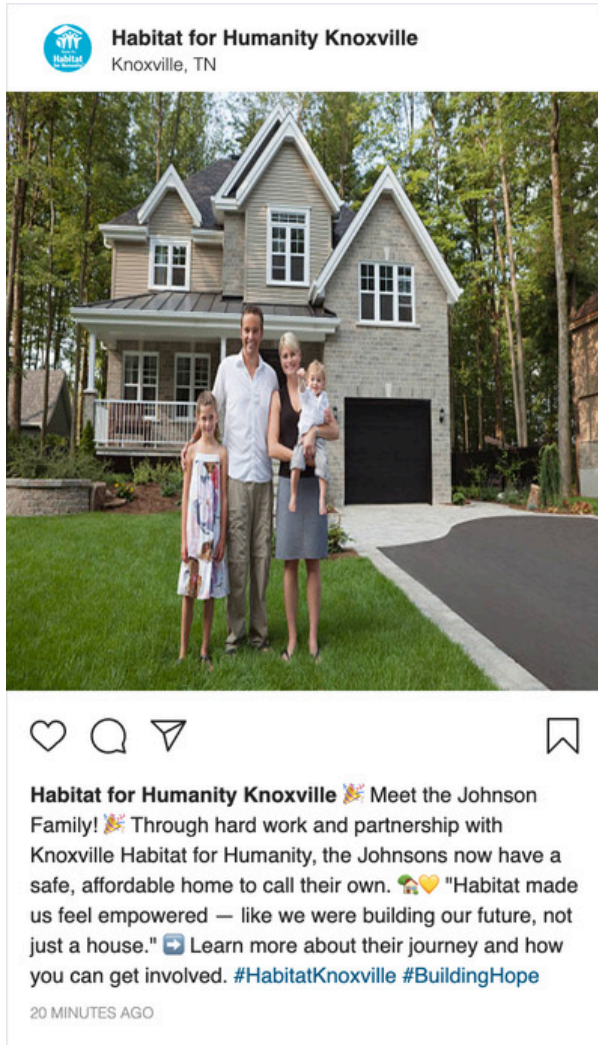 Habitat
for Humanity
Habitat for Humanity Knoxville
Knoxville, TN
Habitat for Humanity Knoxville 🎉 Meet the Johnson
Family! 🎉 Through hard work and partnership with
Knoxville Habitat for Humanity, the Johnsons now have a
safe, affordable home to call their own. 🏡💛 "Habitat made
us feel empowered — like we were building our future, not
just a house." ➡️ Learn more about their journey and how
you can get involved. #HabitatKnoxville #BuildingHope
20 MINUTES AGO